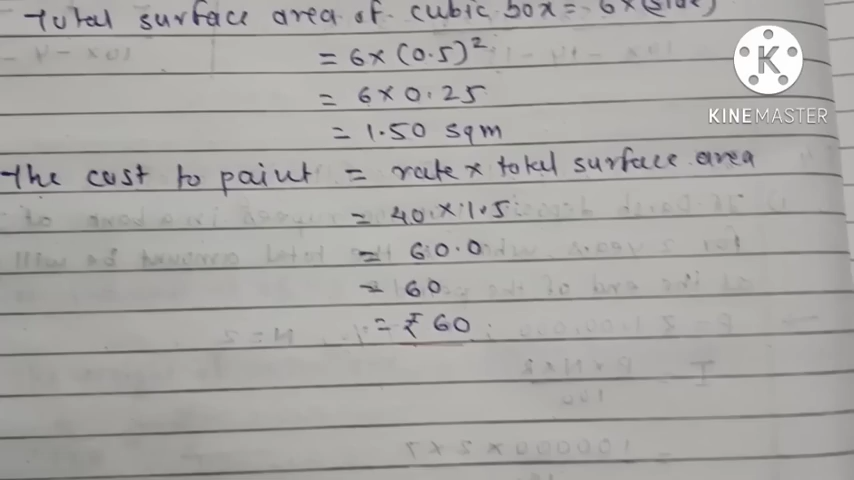 Total surface area of cubic box = 6 × (side)
= 6 × (0.5)²
= 6 × 0.25
= 1.50 sqm
The cost to paint = rate × total surface area
= 40 × 1.5
= 60.0
= 60
= ₹ 60
K
KINEMASTER